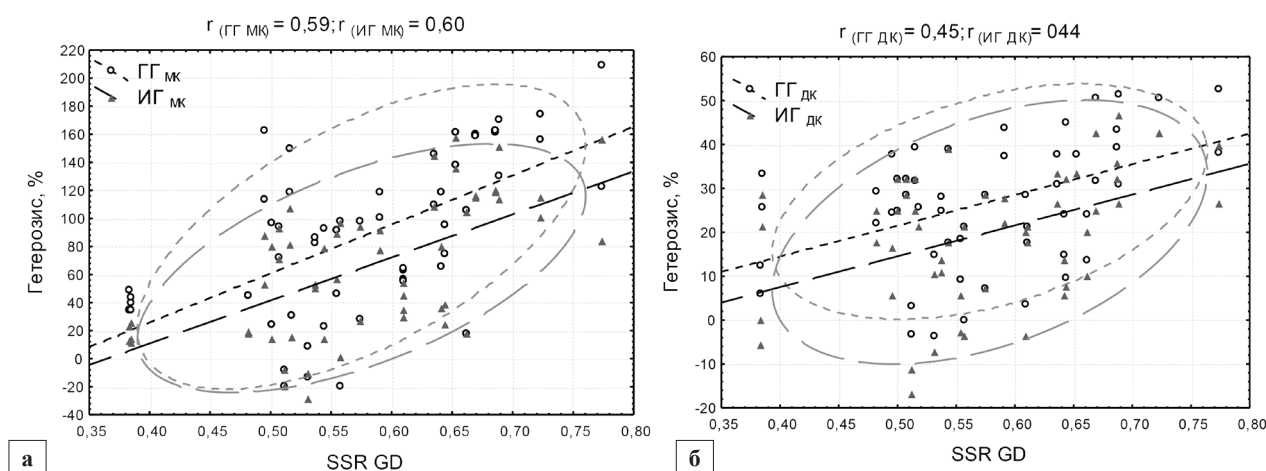 r (ГГ МК) = 0,59; r (ИГ МК) = 0,60
220
200
180
160
140
120
100
80
60
40
20
0
-20
-40
Гетерозис, %
ГГ МК
ИГ МК
0,35 0,40 0,45 0,50 0,55 0,60 0,65 0,70 0,75 0,80
SSR GD
а
r (ГГ ДК) = 0,45; r (ИГ ДК) = 044
60
50
40
30
20
10
0
-10
-20
Гетерозис, %
ГГ ДК
ИГ ДК
0,35 0,40 0,45 0,50 0,55 0,60 0,65 0,70 0,75 0,80
SSR GD
б